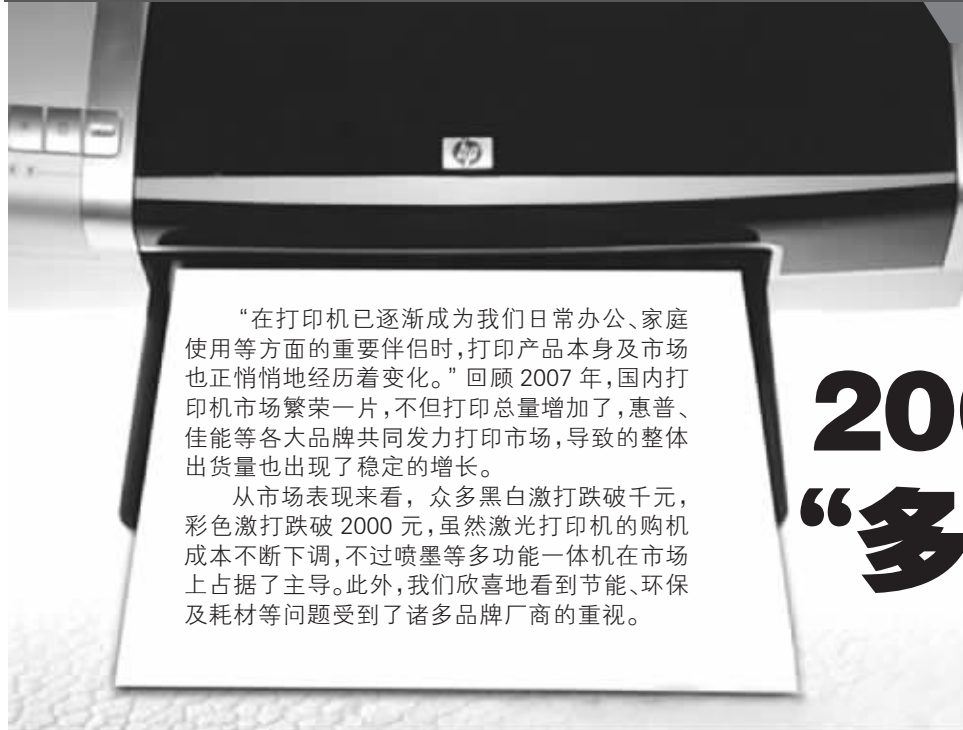 hp
“在打印机已逐渐成为我们日常办公、家庭
使用等方面的重要伴侣时,打印产品本身及市场
也正悄悄地经历着变化。”回顾 2007 年,国内打
印机市场繁荣一片,不但打印总量增加了,惠普、
佳能等各大品牌共同发力打印市场,导致的整体
出货量也出现了稳定的增长。
从市场表现来看, 众多黑白激打跌破千元,
彩色激打跌破 2000 元,虽然激光打印机的购机
成本不断下调,不过喷墨等多功能一体机在市场
上占据了主导。此外,我们欣喜地看到节能、环保
及耗材等问题受到了诸多品牌厂商的重视。
200
“多